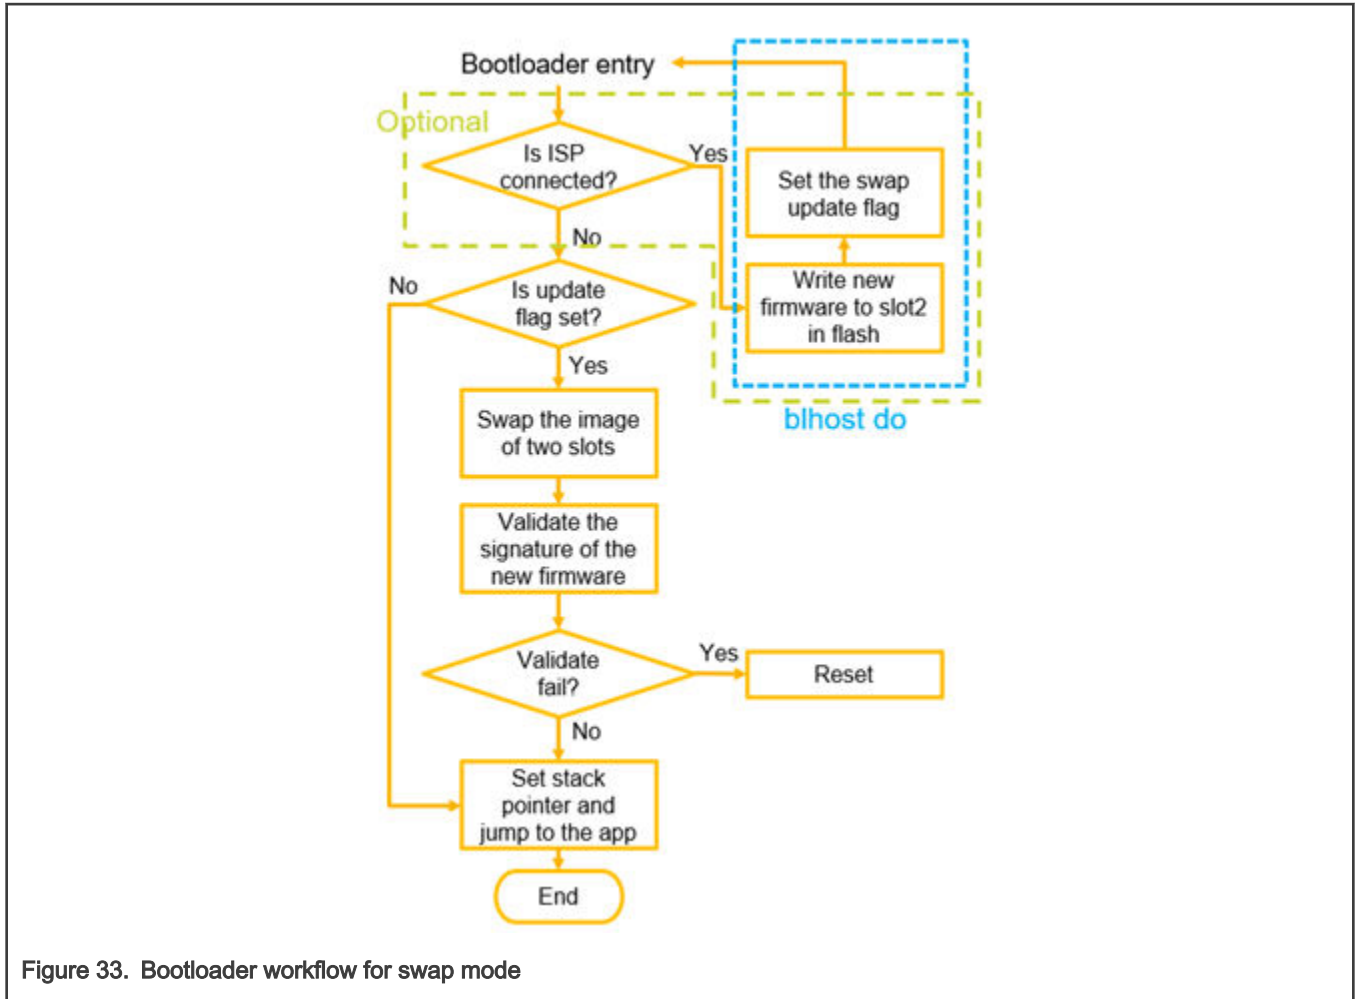 Bootloader entry
Optional
Is ISP
connected?
Yes
Set the swap
update flag
No
Write new
firmware to slot2
in flash
No
Is update
flag set?
Yes
blhost do
Swap the image
of two slots
Validate the
signature of the
new firmware
Validate
fail?
Yes
Reset
No
Set stack
pointer and
jump to the app
End
Figure 33. Bootloader workflow for swap mode